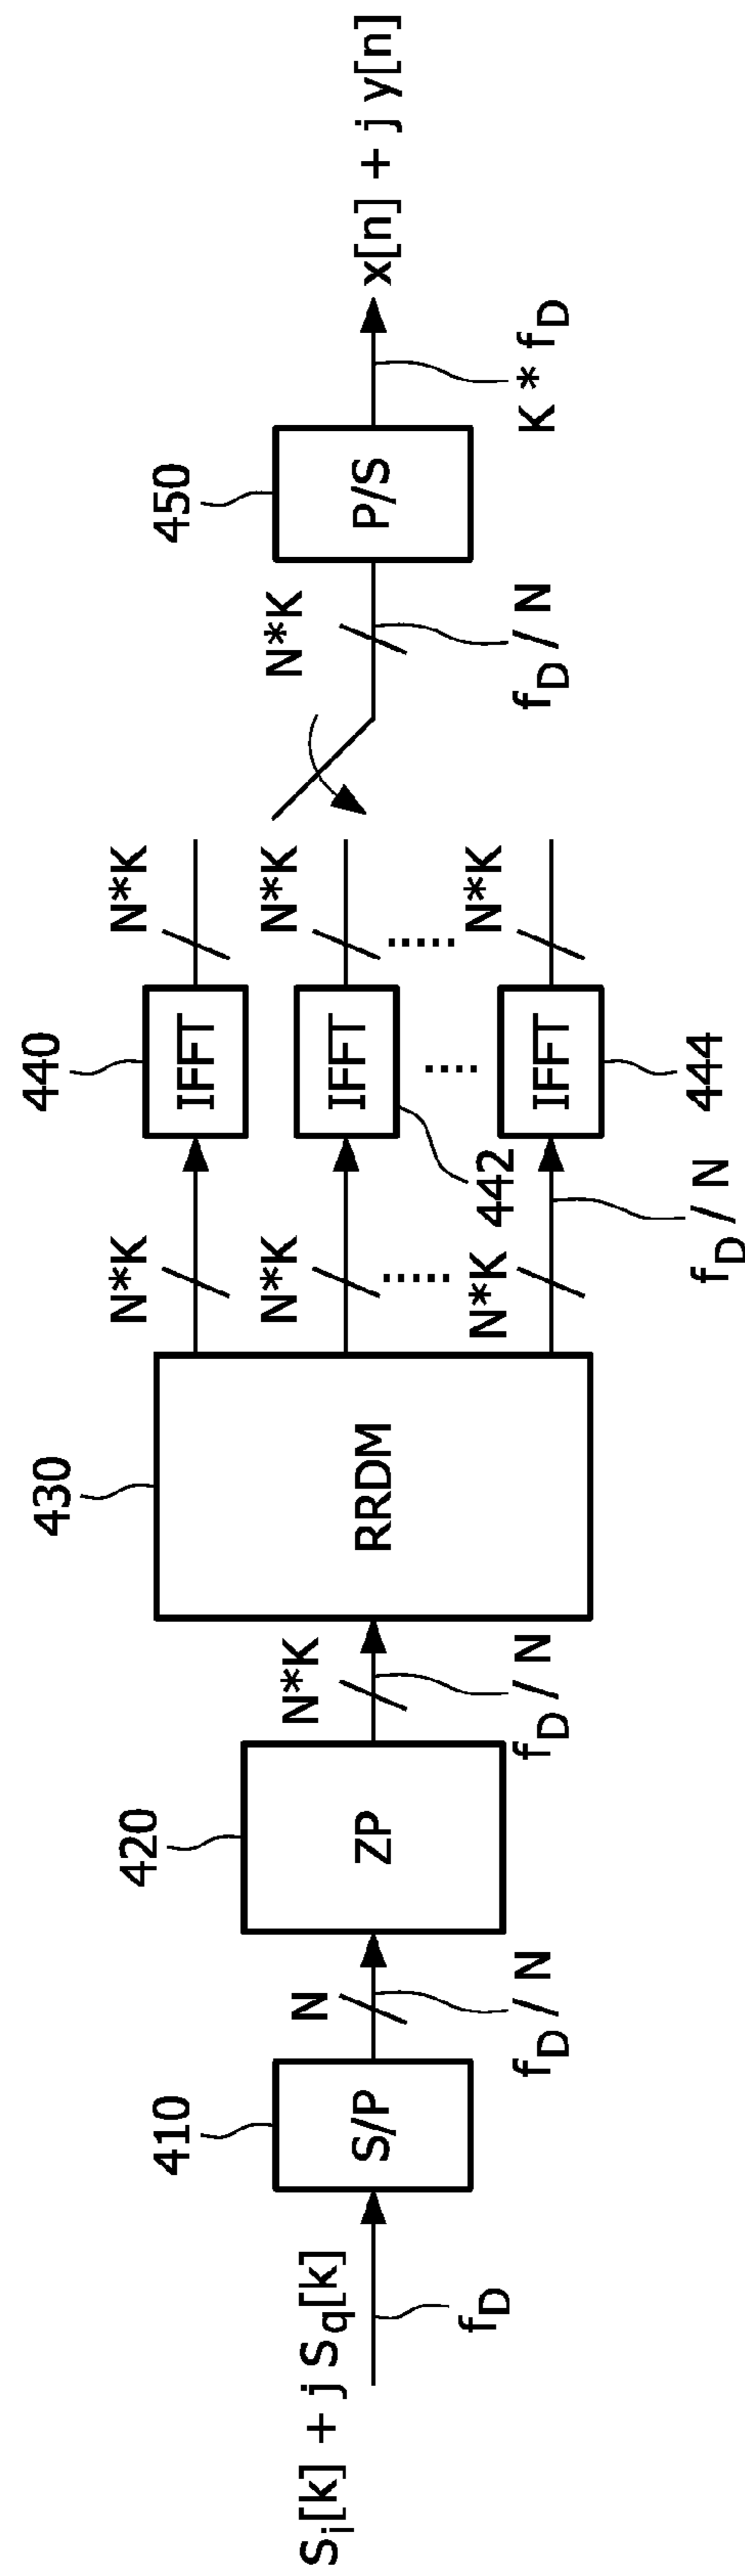 Sᵢ[k] + j S_q[k]
f_D
410
S/P
N
f_D / N
420
ZP
N*K
f_D / N
430
RRDM
N*K
N*K
.....
N*K
f_D / N
440
IFFT
442
IFFT
....
444
IFFT
N*K
N*K
.....
N*K
N*K
f_D / N
450
P/S
K * f_D
x[n] + j y[n]